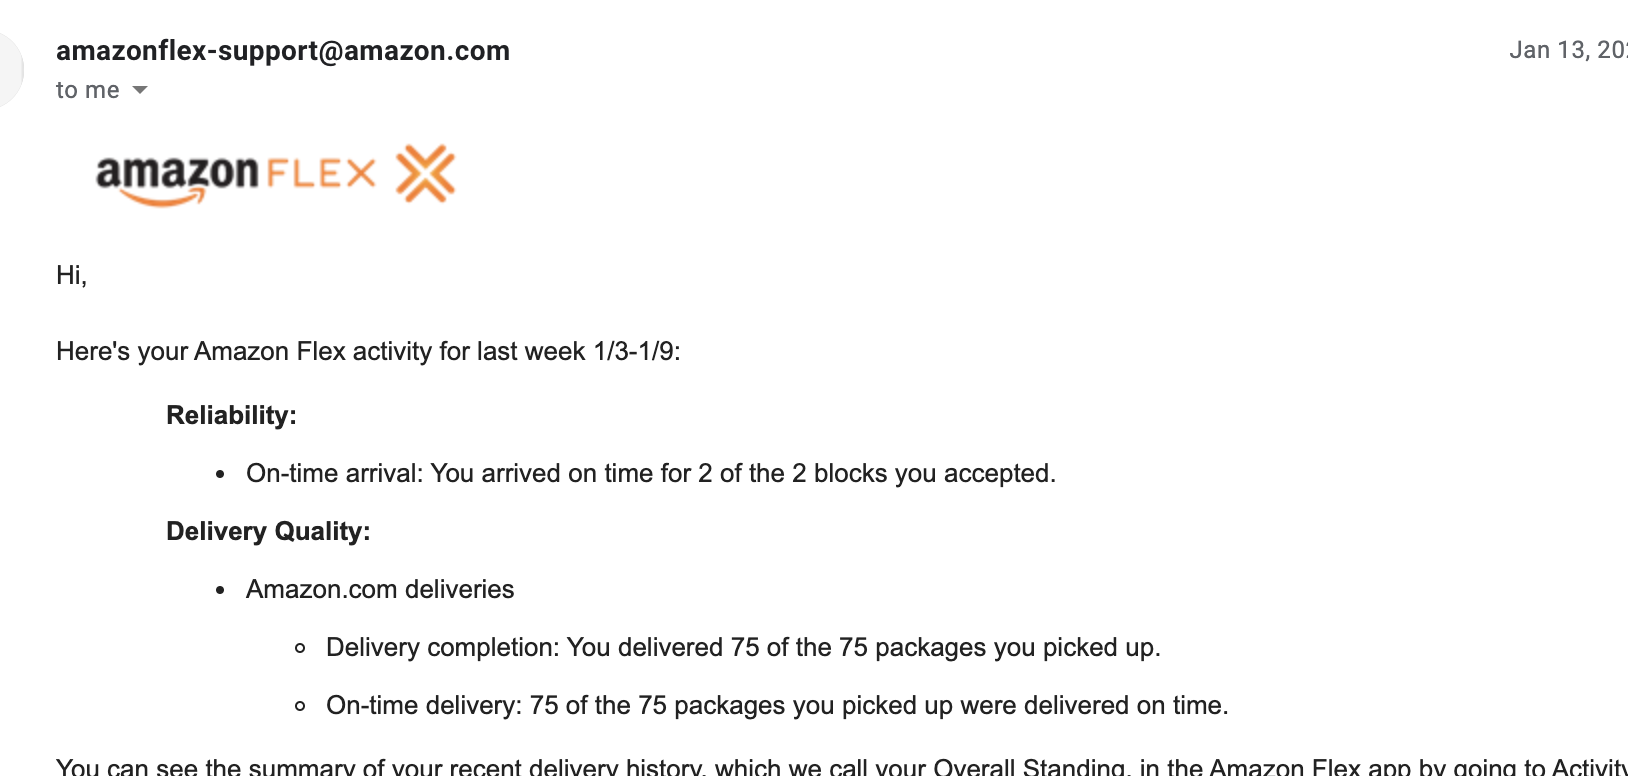 amazonflex-support@amazon.com
Jan 13, 202
to me
amazon FLEX
Hi,
Here's your Amazon Flex activity for last week 1/3-1/9:
Reliability:
• On-time arrival: You arrived on time for 2 of the 2 blocks you accepted.
Delivery Quality:
• Amazon.com deliveries
○ Delivery completion: You delivered 75 of the 75 packages you picked up.
○ On-time delivery: 75 of the 75 packages you picked up were delivered on time.
You can see the summary of your recent delivery history, which we call your Overall Standing, in the Amazon Flex app by going to Activity